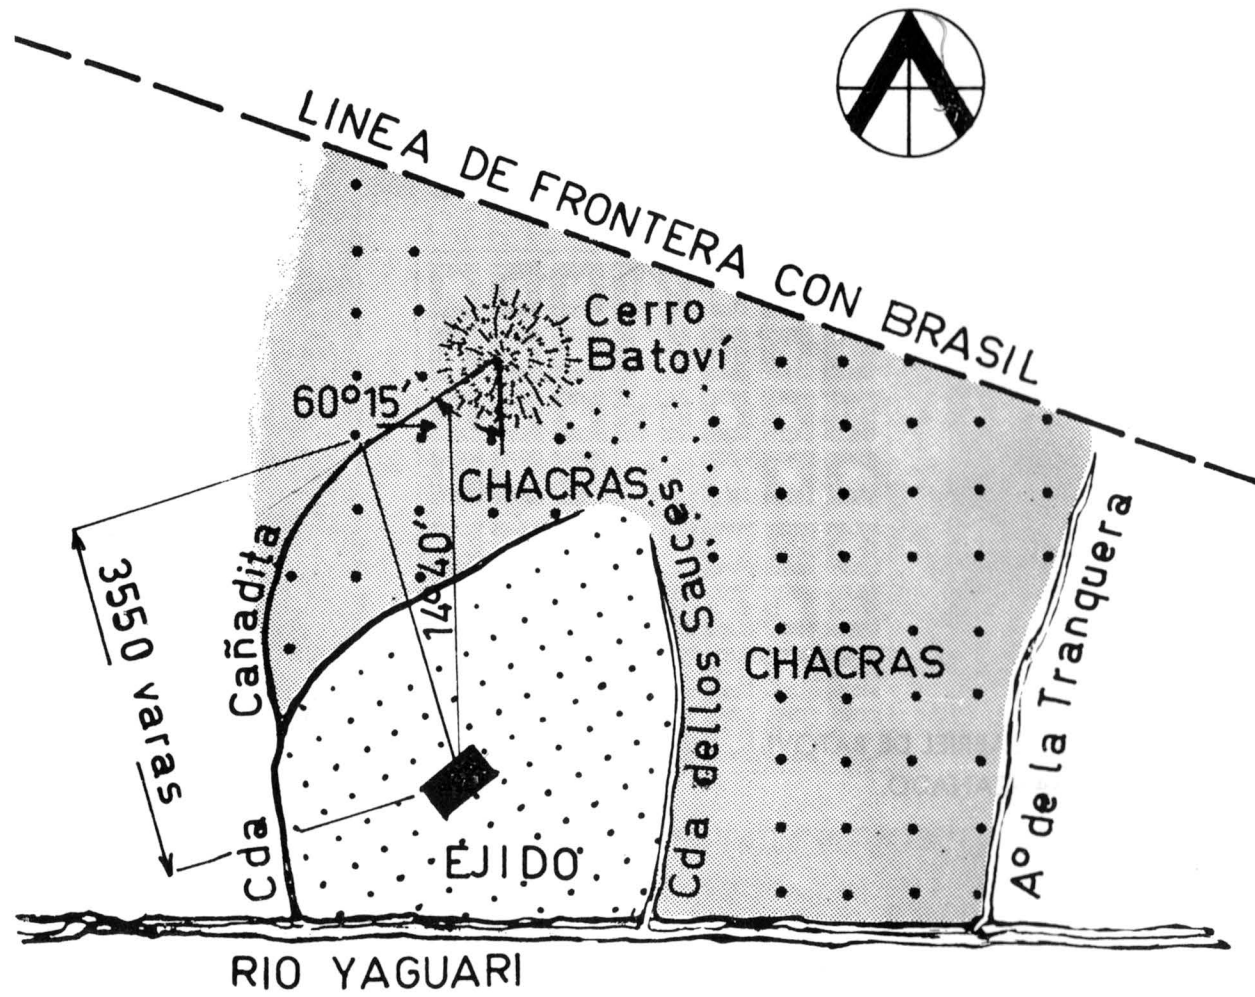 LINEA DE FRONTERA CON BRASIL
Cerro
Batoví
60º15'
CHACRAS
14º40'
3550 varas
Cañadita
Cda
Cda dellos Sauces
CHACRAS
Aº de la Tranquera
EJIDO
RIO YAGUARI